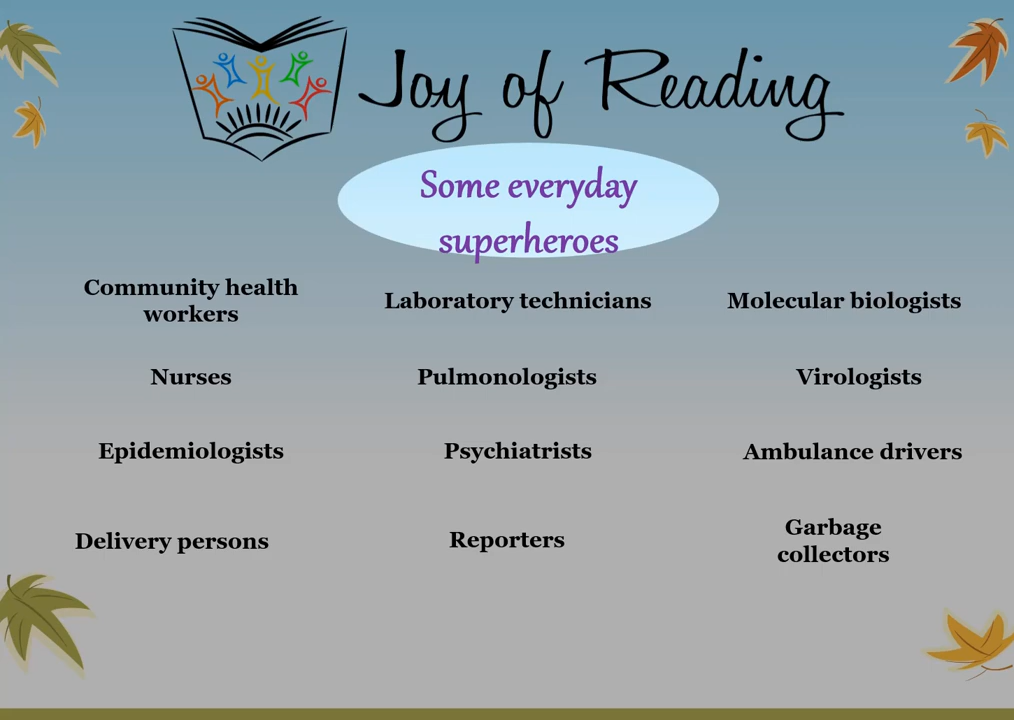 Joy of Reading
Some everyday
superheroes
Community health
workers
Laboratory technicians
Molecular biologists
Nurses
Pulmonologists
Virologists
Epidemiologists
Psychiatrists
Ambulance drivers
Delivery persons
Reporters
Garbage
collectors